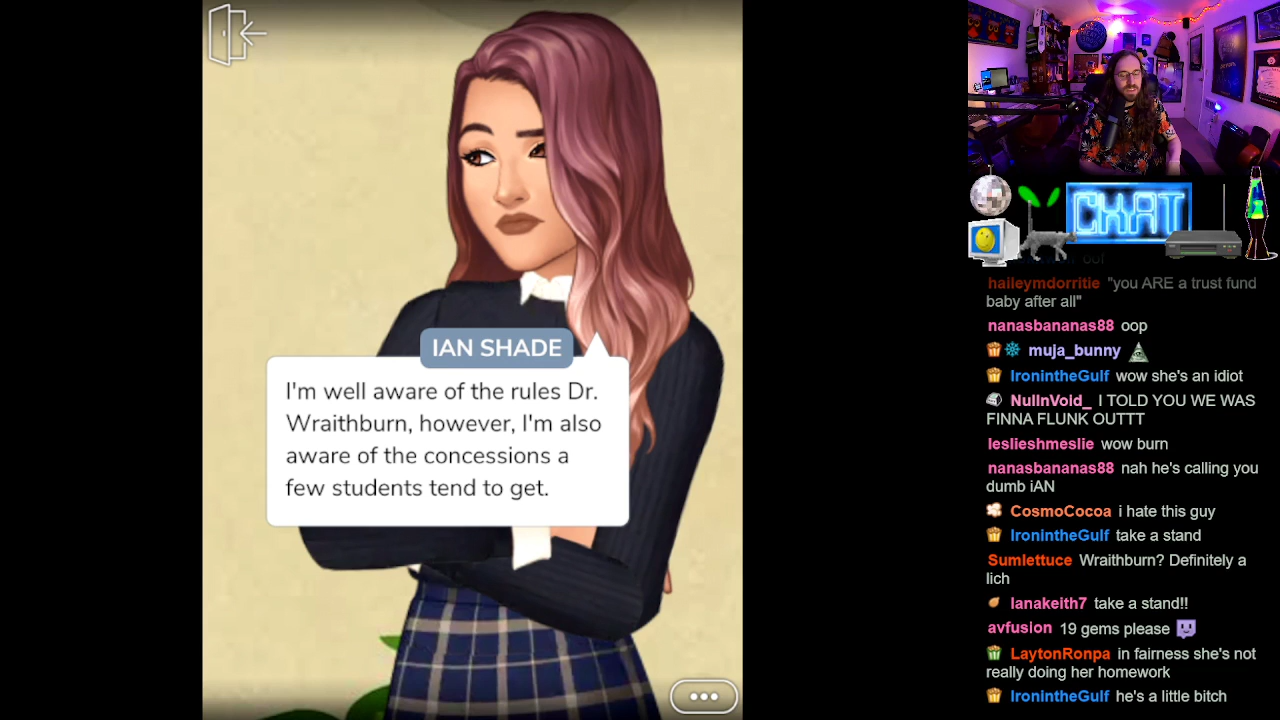 IAN SHADE
I'm well aware of the rules Dr.
Wraithburn, however, I'm also
aware of the concessions a
few students tend to get.
CHAT
oof
haileymdorritie "you ARE a trust fund
baby after all"
nanasbananas88 oop
muja_bunny
IronintheGulf wow she's an idiot
NullnVoid_ I TOLD YOU WE WAS
FINNA FLUNK OUTTT
leslieshmeslie wow burn
nanasbananas88 nah he's calling you
dumb iAN
CosmoCocoa i hate this guy
IronintheGulf take a stand
Sumlettuce Wraithburn? Definitely a
lich
lanakeith7 take a stand!!
avfusion 19 gems please
LaytonRonpa in fairness she's not
really doing her homework
IronintheGulf he's a little bitch